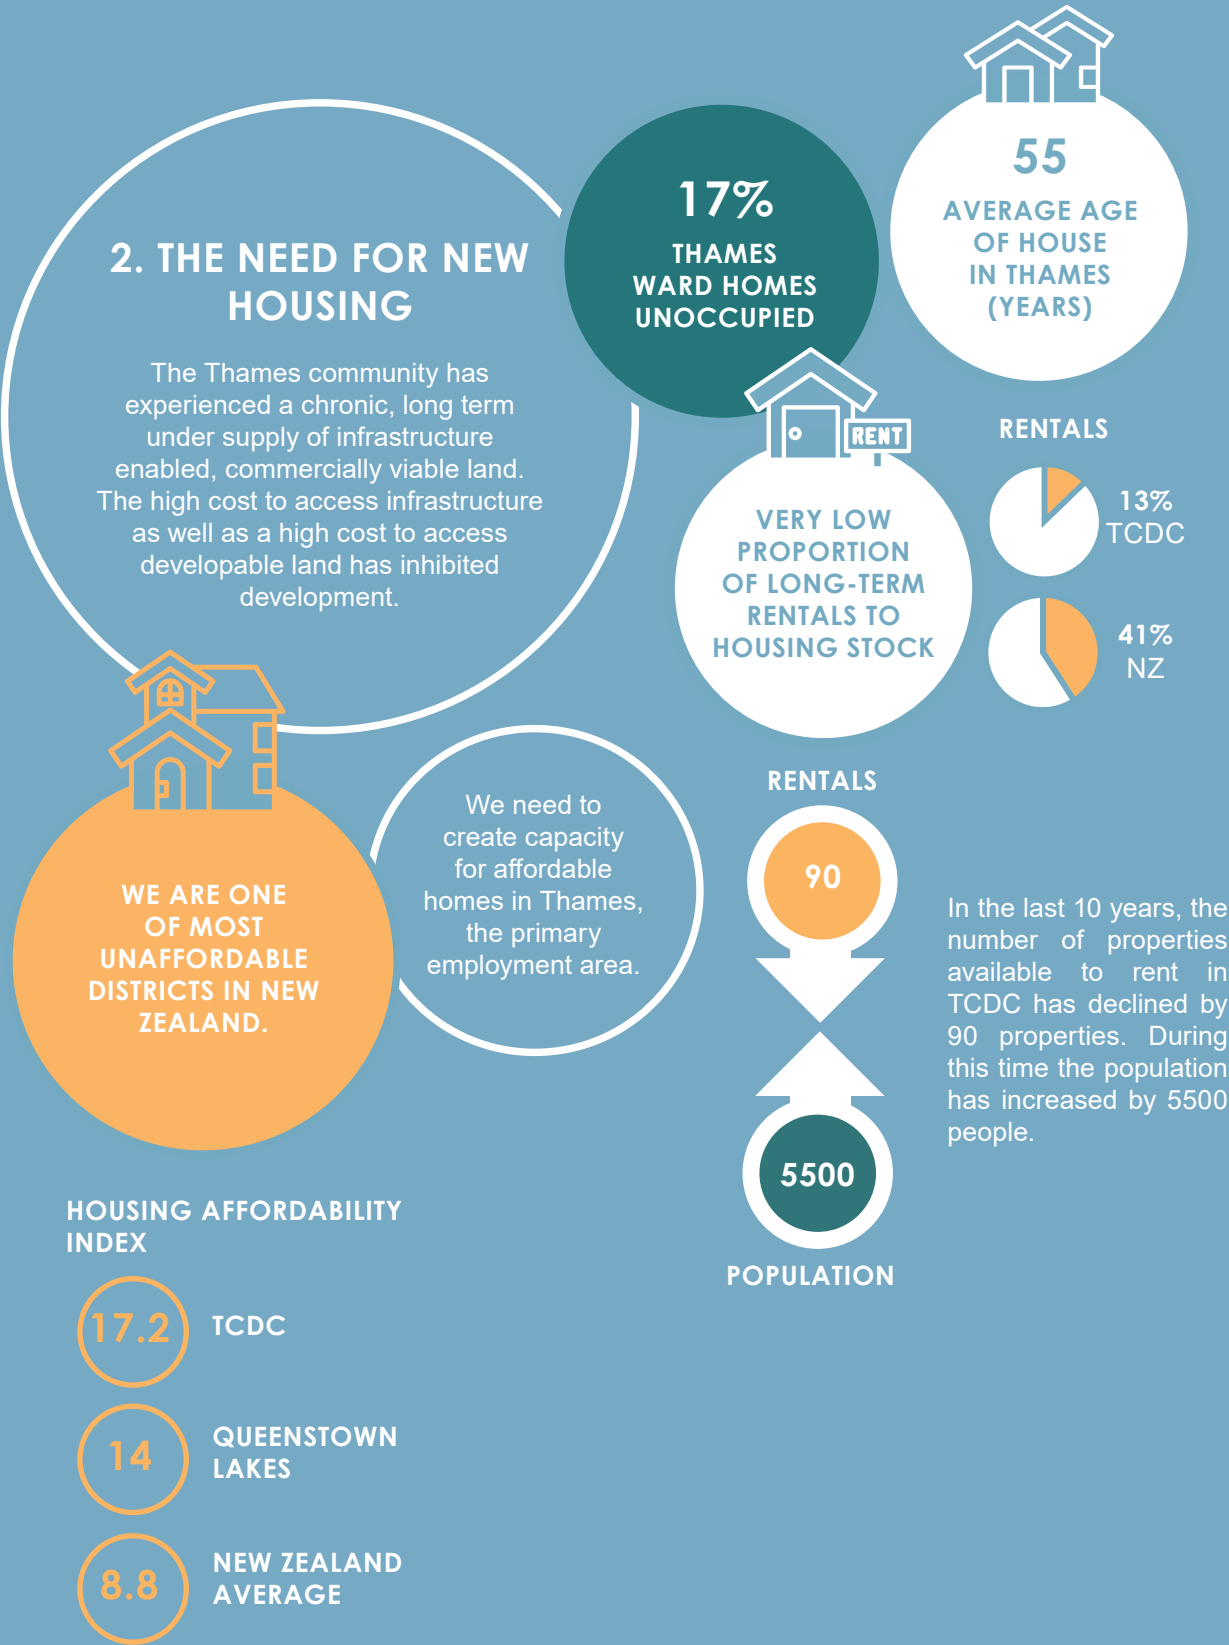 2. THE NEED FOR NEW
HOUSING
The Thames community has
experienced a chronic, long term
under supply of infrastructure
enabled, commercially viable land.
The high cost to access infrastructure
as well as a high cost to access
developable land has inhibited
development.
17%
THAMES
WARD HOMES
UNOCCUPIED
55
AVERAGE AGE
OF HOUSE
IN THAMES
(YEARS)
RENT
VERY LOW
PROPORTION
OF LONG-TERM
RENTALS TO
HOUSING STOCK
RENTALS
13%
TCDC
41%
NZ
WE ARE ONE
OF MOST
UNAFFORDABLE
DISTRICTS IN NEW
ZEALAND.
We need to
create capacity
for affordable
homes in Thames,
the primary
employment area.
RENTALS
90
5500
POPULATION
In the last 10 years, the
number of properties
available to rent in
TCDC has declined by
90 properties. During
this time the population
has increased by 5500
people.
HOUSING AFFORDABILITY
INDEX
17.2
TCDC
14
QUEENSTOWN
LAKES
8.8
NEW ZEALAND
AVERAGE